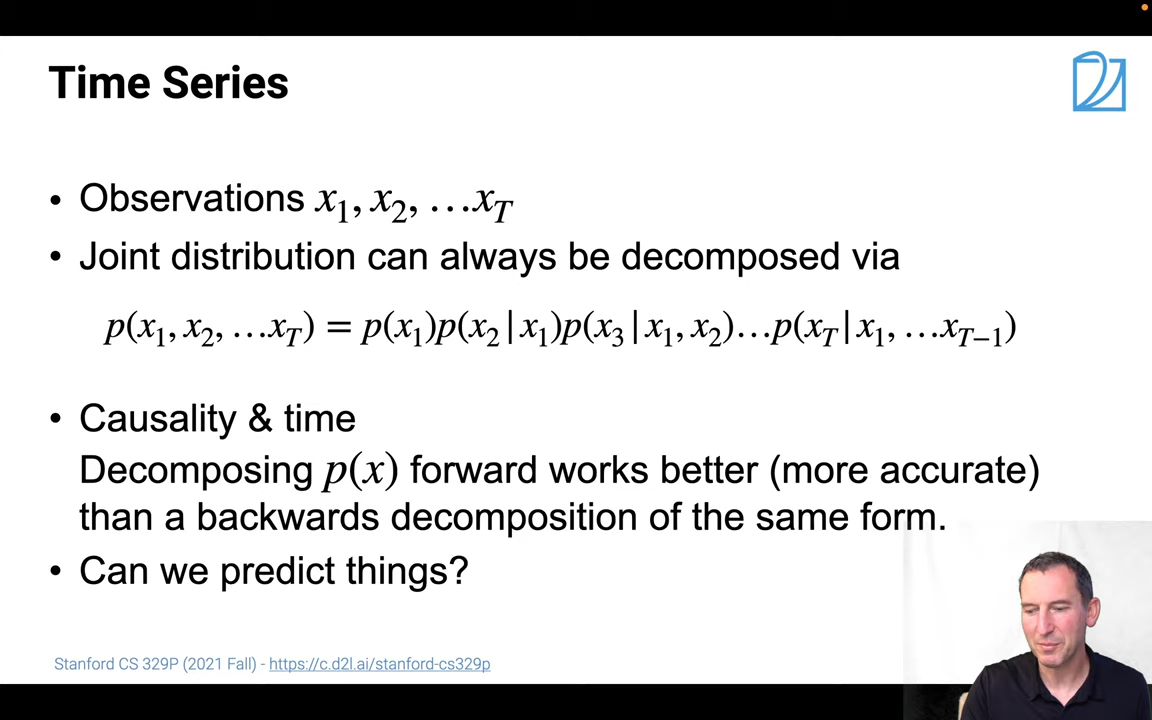 Time Series
• Observations x₁, x₂, …x_T
• Joint distribution can always be decomposed via
p(x₁, x₂, …x_T) = p(x₁)p(x₂|x₁)p(x₃|x₁, x₂)…p(x_T|x₁, …x_{T−1})
• Causality & time
Decomposing p(x) forward works better (more accurate)
than a backwards decomposition of the same form.
• Can we predict things?
Stanford CS 329P (2021 Fall) - https://c.d2l.ai/stanford-cs329p